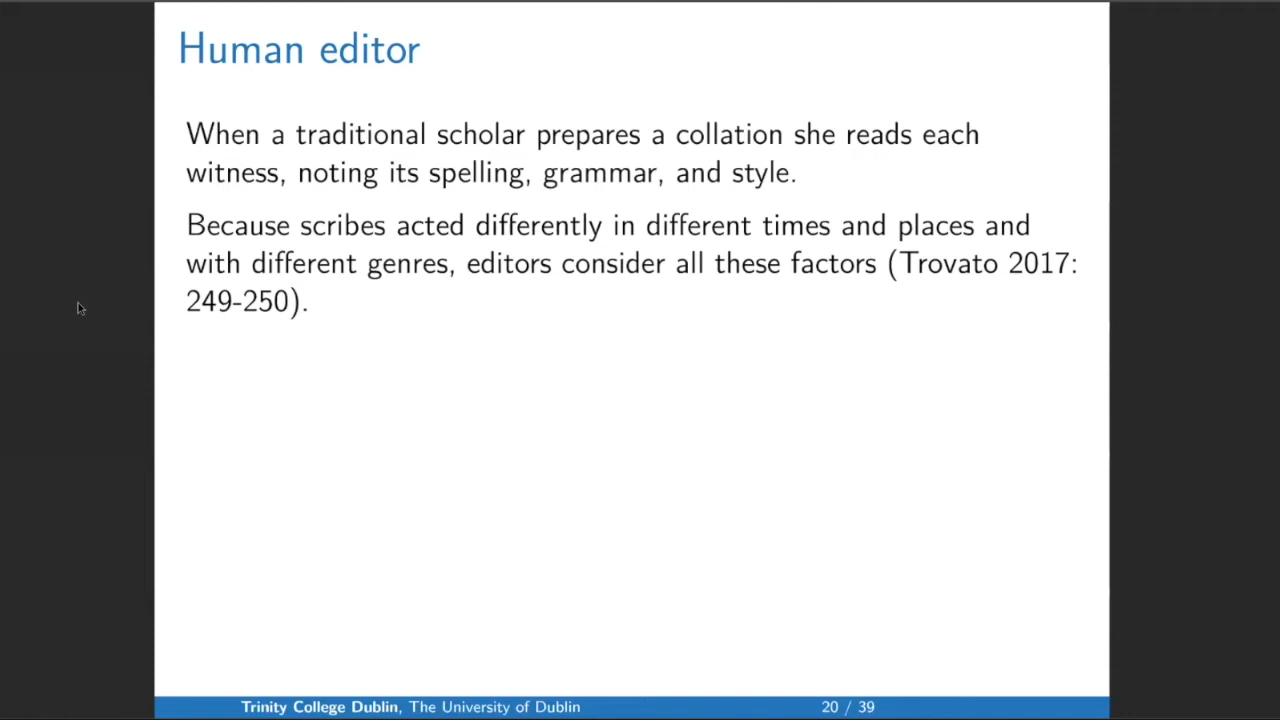 Human editor
When a traditional scholar prepares a collation she reads each
witness, noting its spelling, grammar, and style.
Because scribes acted differently in different times and places and
with different genres, editors consider all these factors (Trovato 2017:
249-250).
Trinity College Dublin, The University of Dublin 20 / 39